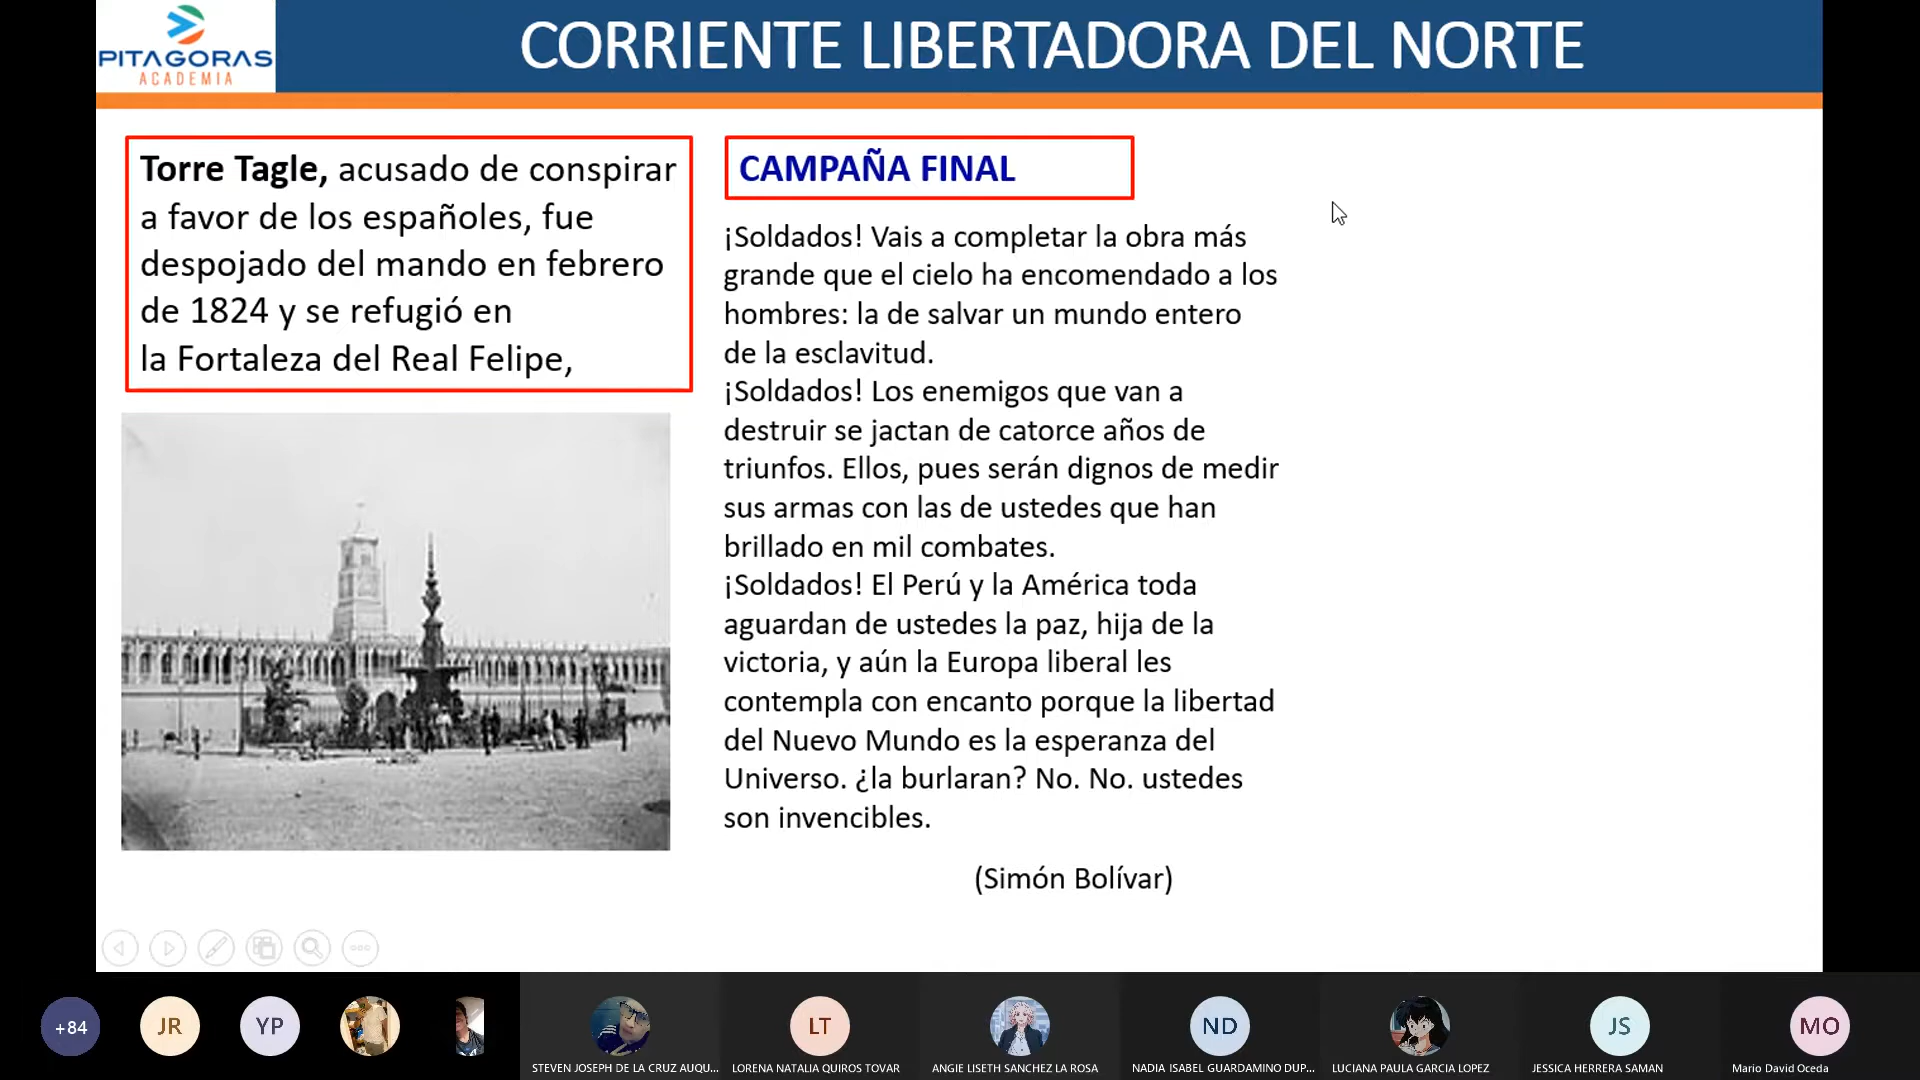 PITAGORAS
ACADEMIA
CORRIENTE LIBERTADORA DEL NORTE
Torre Tagle, acusado de conspirar
a favor de los españoles, fue
despojado del mando en febrero
de 1824 y se refugió en
la Fortaleza del Real Felipe,
CAMPAÑA FINAL
¡Soldados! Vais a completar la obra más
grande que el cielo ha encomendado a los
hombres: la de salvar un mundo entero
de la esclavitud.
¡Soldados! Los enemigos que van a
destruir se jactan de catorce años de
triunfos. Ellos, pues serán dignos de medir
sus armas con las de ustedes que han
brillado en mil combates.
¡Soldados! El Perú y la América toda
aguardan de ustedes la paz, hija de la
victoria, y aún la Europa liberal les
contempla con encanto porque la libertad
del Nuevo Mundo es la esperanza del
Universo. ¿la burlaran? No. No. ustedes
son invencibles.
(Simón Bolívar)
+84
JR
YP
LT
ND
JS
MO
STEVEN JOSEPH DE LA CRUZ AUQU...
LORENA NATALIA QUIROS TOVAR
ANGIE LISETH SANCHEZ LA ROSA
NADIA ISABEL GUARDAMINO DUP...
LUCIANA PAULA GARCIA LOPEZ
JESSICA HERRERA SAMAN
Mario David Oceda